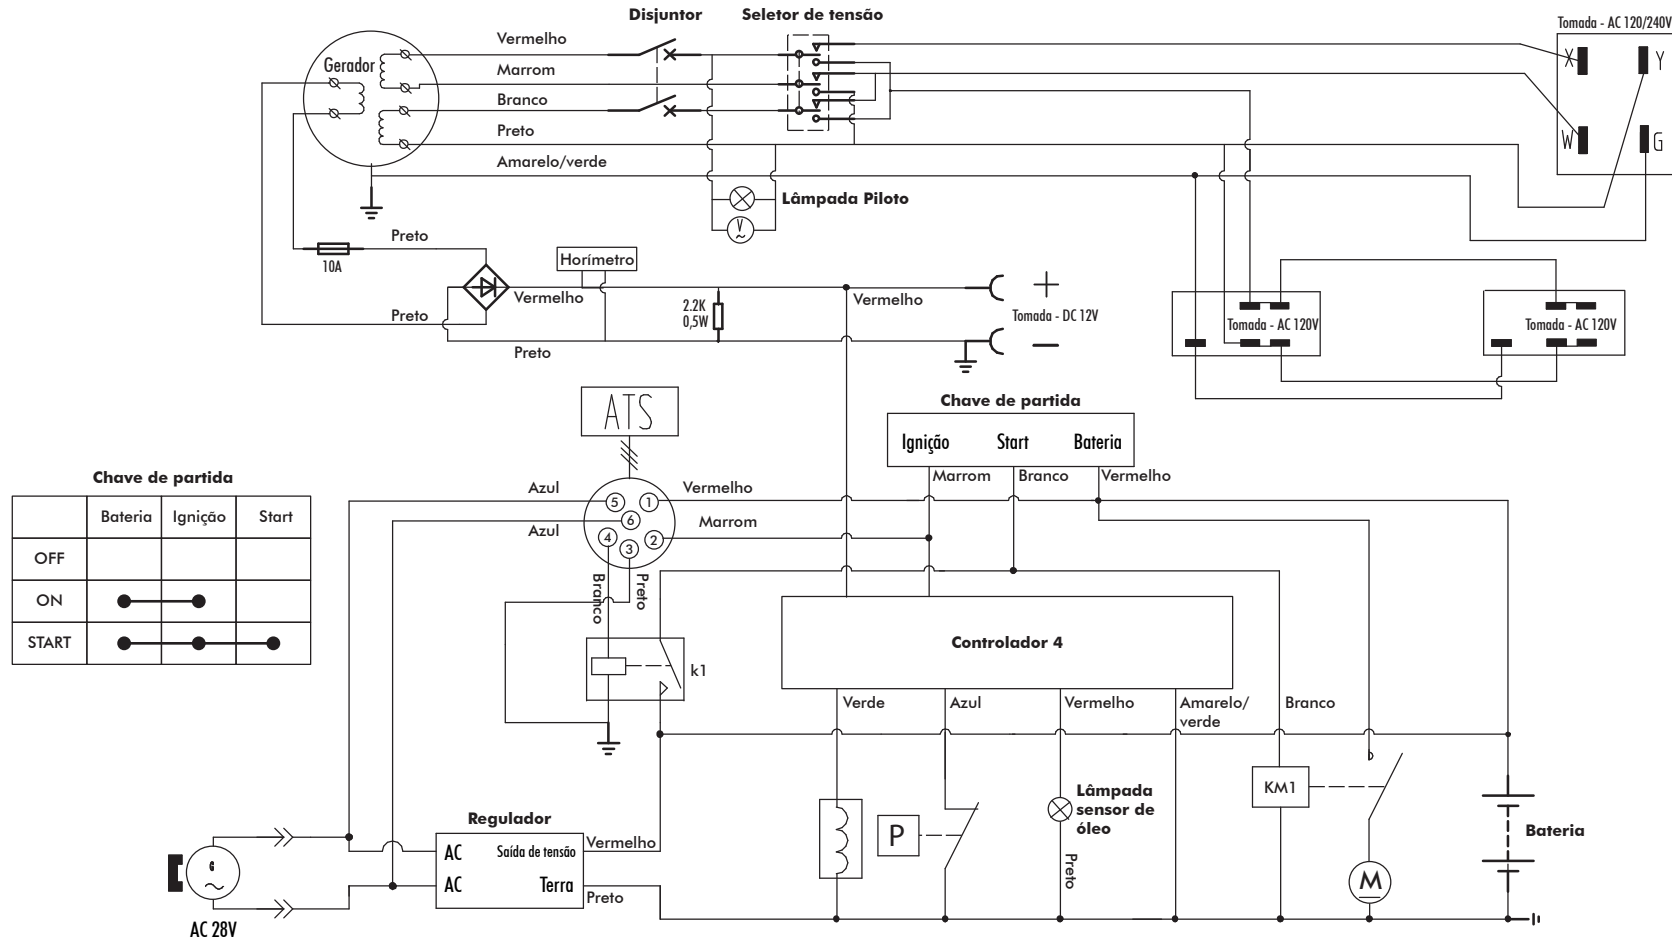 Disjuntor
Seletor de tensão
Tomada - AC 120/240V
Vermelho
Gerador
Marrom
Branco
Preto
Amarelo/verde
X
Y
W
G
Lâmpada Piloto
V
Preto
10A
Horímetro
Vermelho
Preto
2.2K
0,5W
Preto
Vermelho
+
Tomada - DC 12V
−
Tomada - AC 120V
Tomada - AC 120V
ATS
Chave de partida
Ignição Start Bateria
Marrom
Branco
Vermelho
Chave de partida
Bateria Ignição Start
OFF
ON
START
Azul
Azul
5
1
6
4
3
2
Vermelho
Marrom
Branco
Preto
k1
Controlador 4
Verde
Azul
Vermelho
Amarelo/
verde
Branco
KM1
P
Lâmpada
sensor de
óleo
Preto
M
Bateria
Regulador
AC Saída de tensão
AC Terra
Vermelho
Preto
G
AC 28V